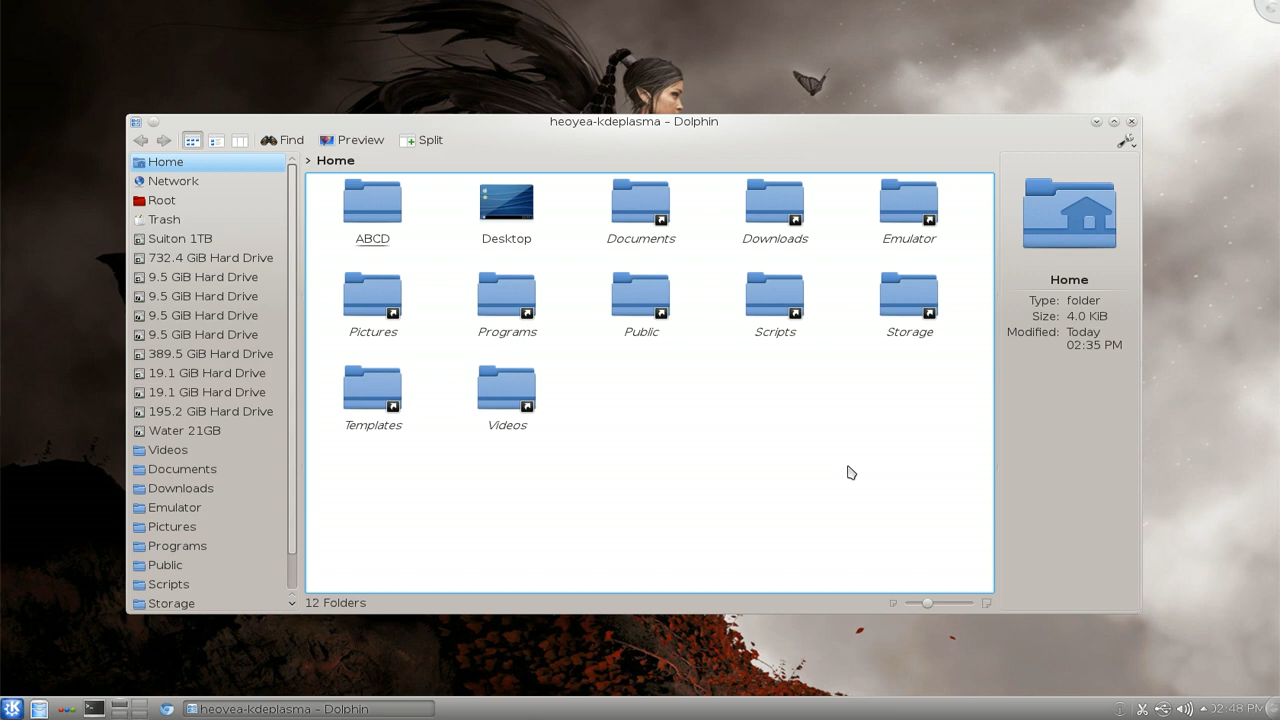 heoyea-kdeplasma – Dolphin
Find Preview Split
> Home
Home
Network
Root
Trash
Suiton 1TB
732.4 GiB Hard Drive
9.5 GiB Hard Drive
9.5 GiB Hard Drive
9.5 GiB Hard Drive
9.5 GiB Hard Drive
389.5 GiB Hard Drive
19.1 GiB Hard Drive
19.1 GiB Hard Drive
195.2 GiB Hard Drive
Water 21GB
Videos
Documents
Downloads
Emulator
Pictures
Programs
Public
Scripts
Storage
ABCD Desktop Documents Downloads Emulator
Pictures Programs Public Scripts Storage
Templates Videos
12 Folders
Home
Type: folder
Size: 4.0 KiB
Modified: Today
02:35 PM
heoyea-kdeplasma – Dolphin
02:48 PM